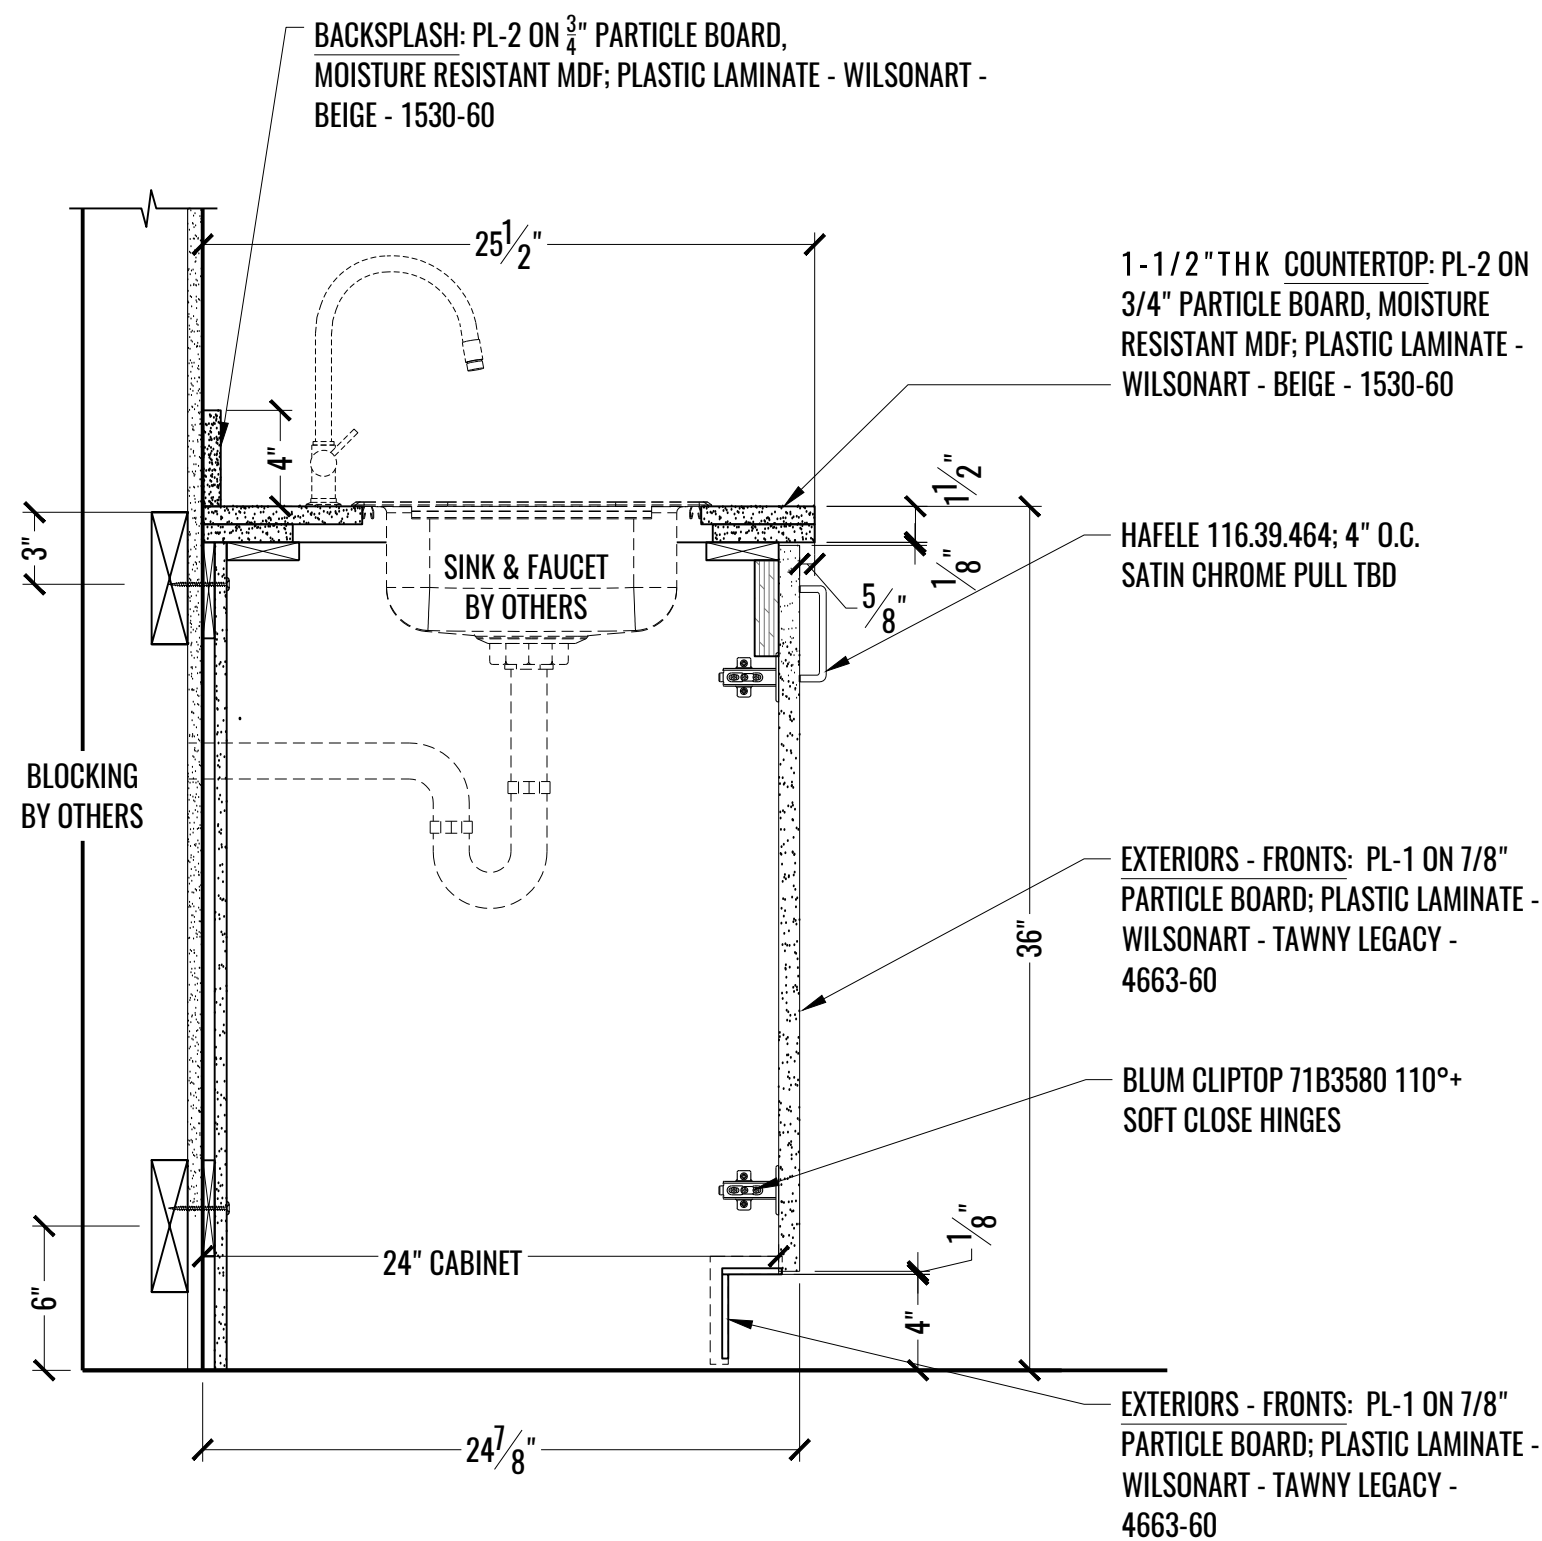 BACKSPLASH: PL-2 ON 3/4" PARTICLE BOARD,
MOISTURE RESISTANT MDF; PLASTIC LAMINATE - WILSONART -
BEIGE - 1530-60
25 1/2"
1-1/2"THK COUNTERTOP: PL-2 ON
3/4" PARTICLE BOARD, MOISTURE
RESISTANT MDF; PLASTIC LAMINATE -
WILSONART - BEIGE - 1530-60
4"
1 1/2"
3"
HAFELE 116.39.464; 4" O.C.
SATIN CHROME PULL TBD
SINK & FAUCET
BY OTHERS
1/8"
5/8"
BLOCKING
BY OTHERS
EXTERIORS - FRONTS: PL-1 ON 7/8"
PARTICLE BOARD; PLASTIC LAMINATE -
WILSONART - TAWNY LEGACY -
4663-60
36"
BLUM CLIPTOP 71B3580 110°+
SOFT CLOSE HINGES
1/8"
24" CABINET
6"
4"
EXTERIORS - FRONTS: PL-1 ON 7/8"
PARTICLE BOARD; PLASTIC LAMINATE -
WILSONART - TAWNY LEGACY -
4663-60
24 7/8"